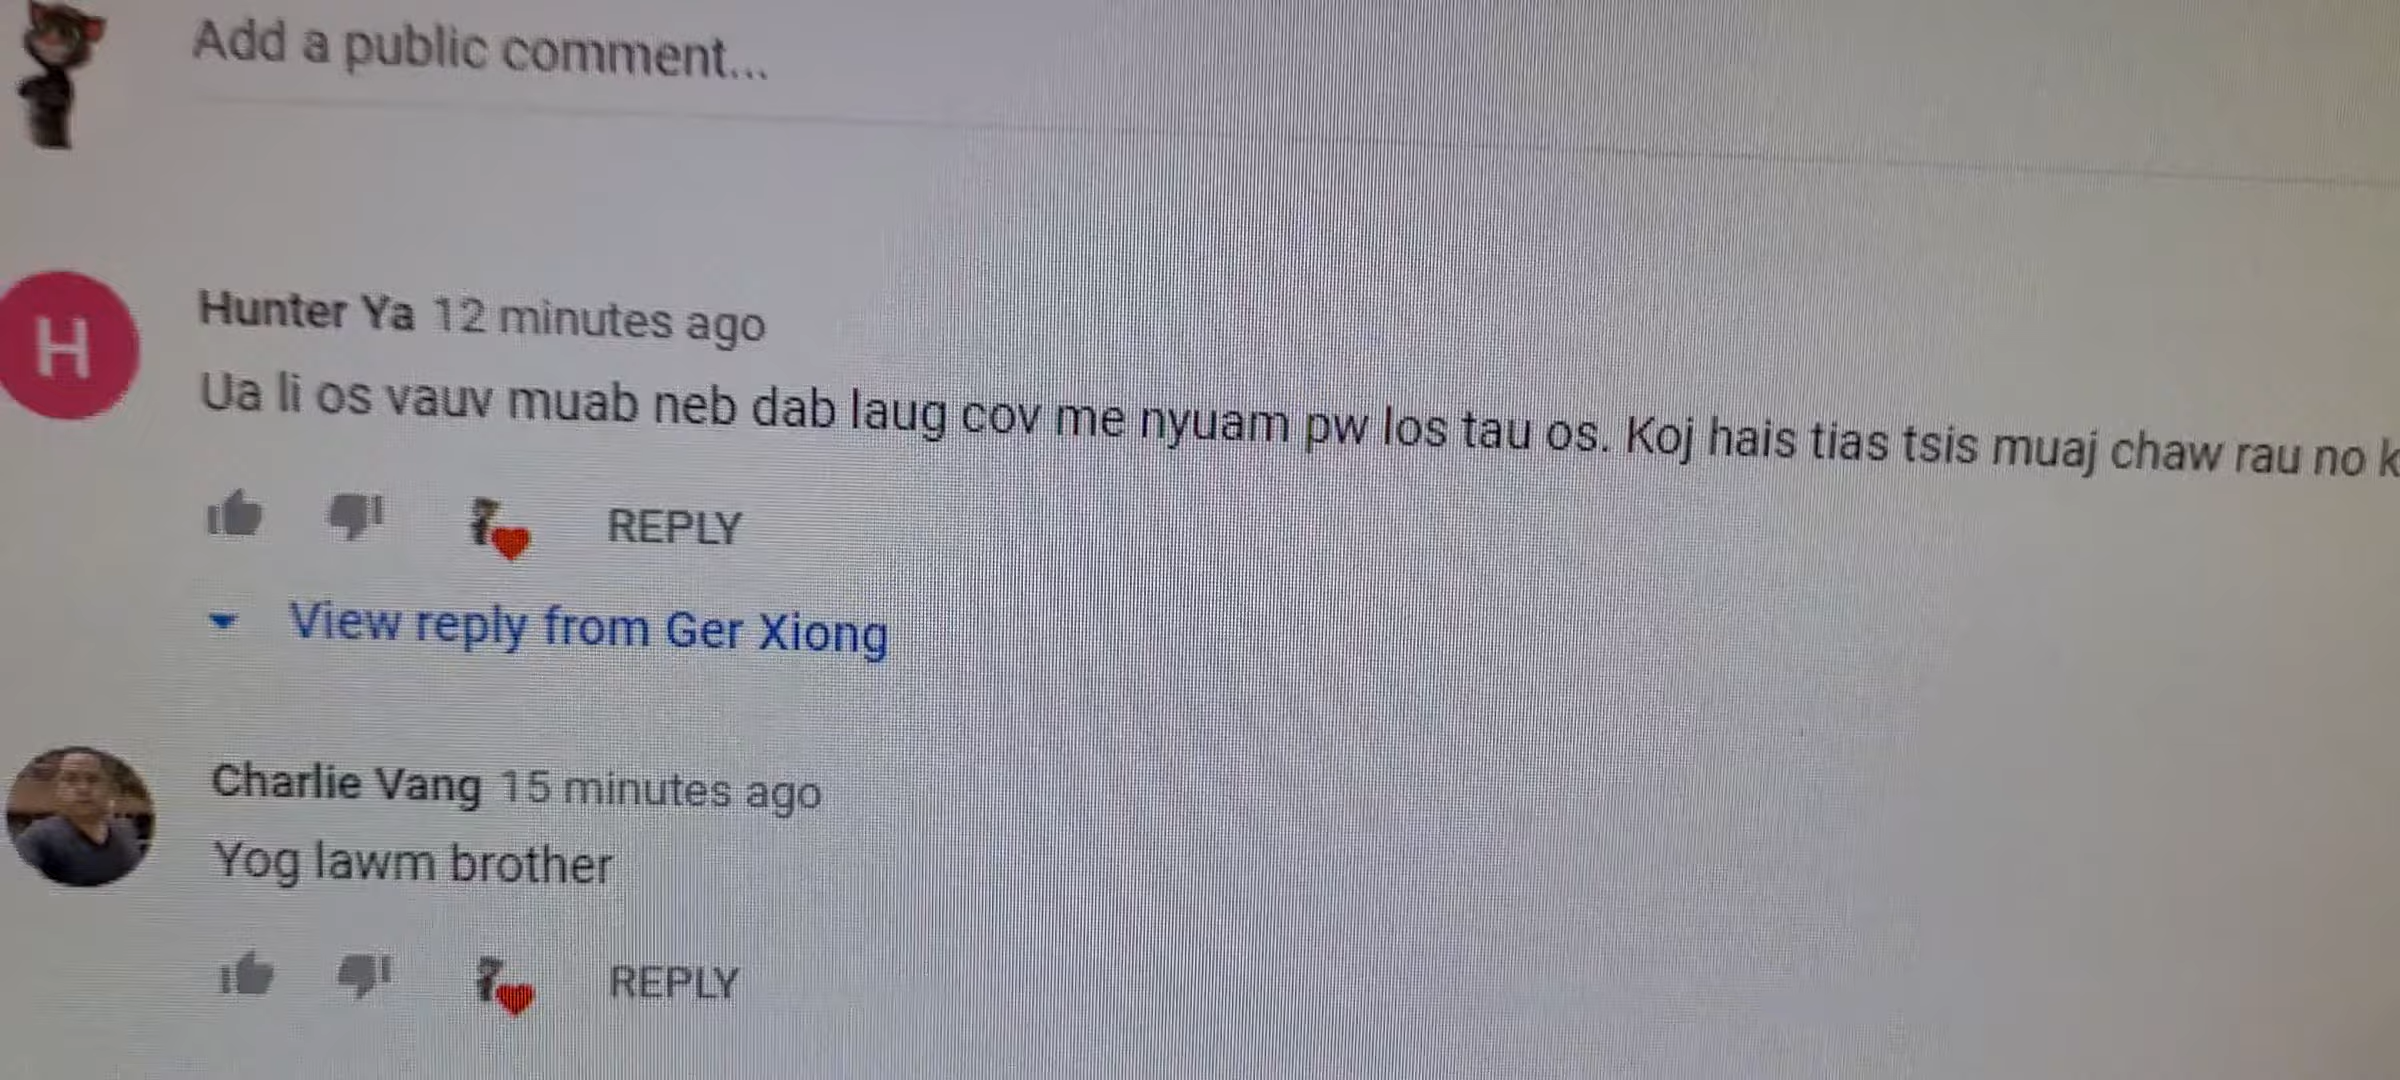 Add a public comment...
H
Hunter Ya 12 minutes ago
Ua li os vauv muab neb dab laug cov me nyuam pw los tau os. Koj hais tias tsis muaj chaw rau no k
REPLY
View reply from Ger Xiong
Charlie Vang 15 minutes ago
Yog lawm brother
REPLY